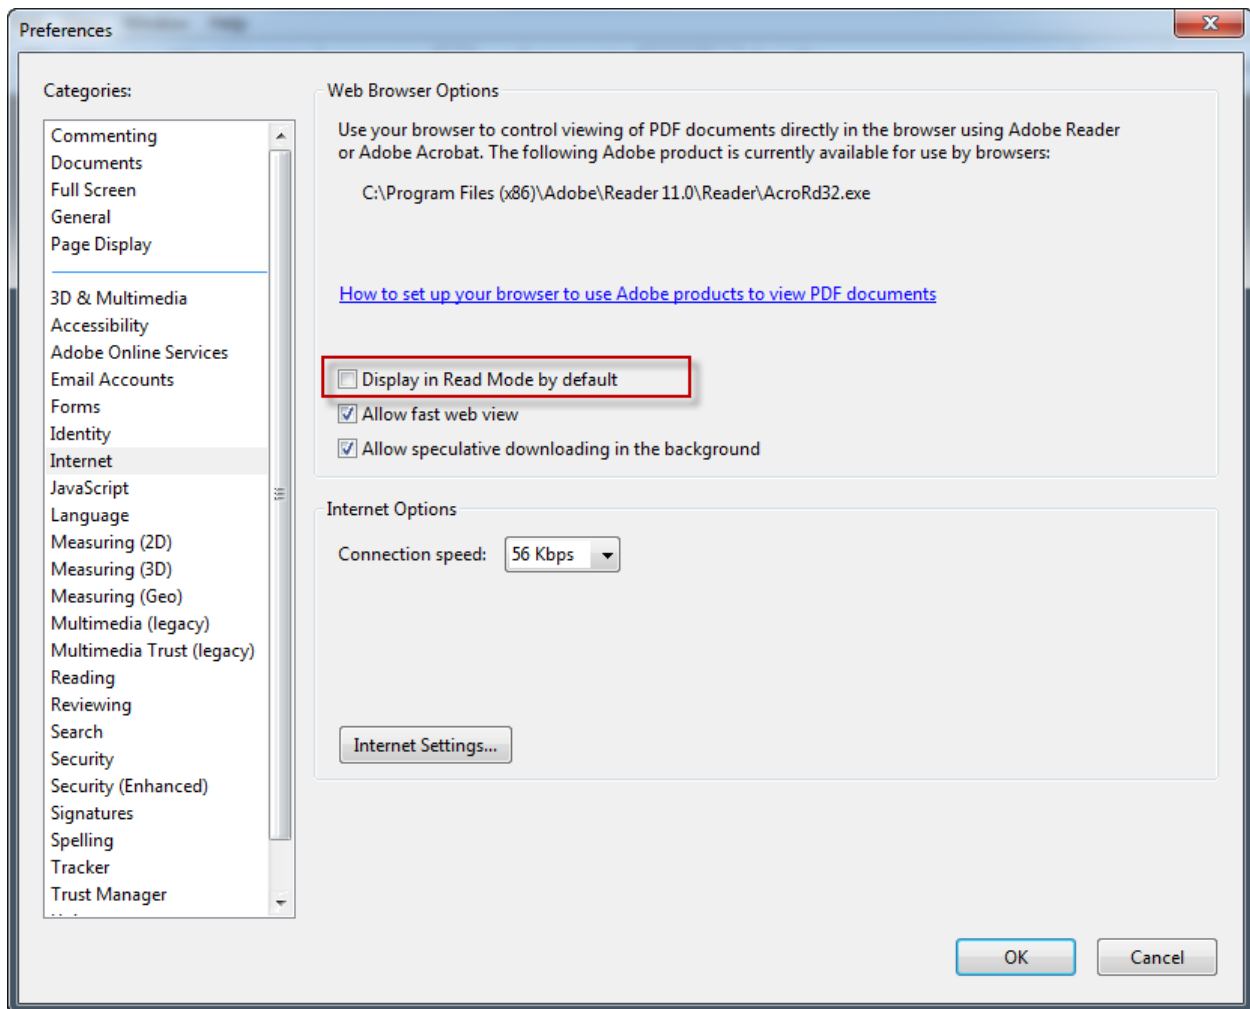 Preferences
Window Help
Categories:
Commenting
Documents
Full Screen
General
Page Display
3D & Multimedia
Accessibility
Adobe Online Services
Email Accounts
Forms
Identity
Internet
JavaScript
Language
Measuring (2D)
Measuring (3D)
Measuring (Geo)
Multimedia (legacy)
Multimedia Trust (legacy)
Reading
Reviewing
Search
Security
Security (Enhanced)
Signatures
Spelling
Tracker
Trust Manager
Web Browser Options
Use your browser to control viewing of PDF documents directly in the browser using Adobe Reader
or Adobe Acrobat. The following Adobe product is currently available for use by browsers:
C:\Program Files (x86)\Adobe\Reader 11.0\Reader\AcroRd32.exe
How to set up your browser to use Adobe products to view PDF documents
Display in Read Mode by default
Allow fast web view
Allow speculative downloading in the background
Internet Options
Connection speed: 56 Kbps
Internet Settings...
OK
Cancel